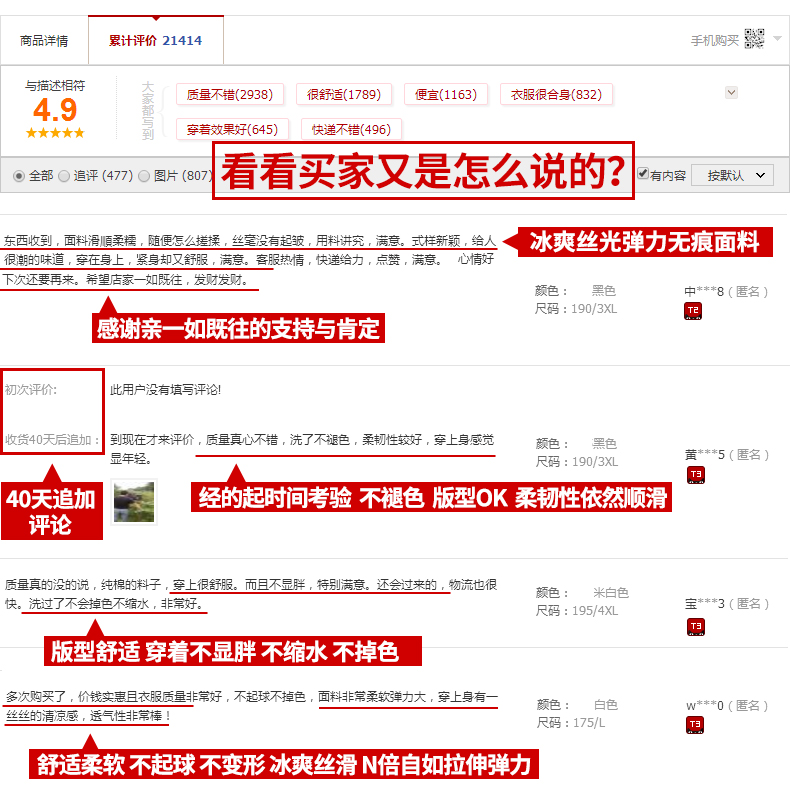 商品详情
累计评价 21414
手机购买
与描述相符
4.9
大家都写到
质量不错(2938)
很舒适(1789)
便宜(1163)
衣服很合身(832)
穿着效果好(645)
快递不错(496)
全部
追评 (477)
图片 (807)
看看买家又是怎么说的?
有内容
按默认
东西收到，面料滑顺柔糯，随便怎么搓揉，丝毫没有起皱，用料讲究，满意。式样新颖，给人
很潮的味道，穿在身上，紧身却又舒服，满意。客服热情，快递给力，点赞，满意。 心情好
下次还要再来。希望店家一如既往，发财发财。
冰爽丝光弹力无痕面料
感谢亲一如既往的支持与肯定
颜色： 黑色
尺码：190/3XL
中***8（匿名）
T2
初次评价:
此用户没有填写评论!
收货40天后追加：
到现在才来评价，质量真心不错，洗了不褪色，柔韧性较好，穿上身感觉
显年轻。
40天追加
评论
经的起时间考验 不褪色 版型OK 柔韧性依然顺滑
颜色： 黑色
尺码：190/3XL
黄***5（匿名）
T3
质量真的没的说，纯棉的料子，穿上很舒服。而且不显胖，特别满意。还会过来的，物流也很
快。洗过了不会掉色不缩水，非常好。
版型舒适 穿着不显胖 不缩水 不掉色
颜色： 米白色
尺码：195/4XL
宝***3（匿名）
T3
多次购买了，价钱实惠且衣服质量非常好，不起球不掉色，面料非常柔软弹力大，穿上身有一
丝丝的清凉感，透气性非常棒！
舒适柔软 不起球 不变形 冰爽丝滑 N倍自如拉伸弹力
颜色： 白色
尺码：175/L
w***0（匿名）
T3